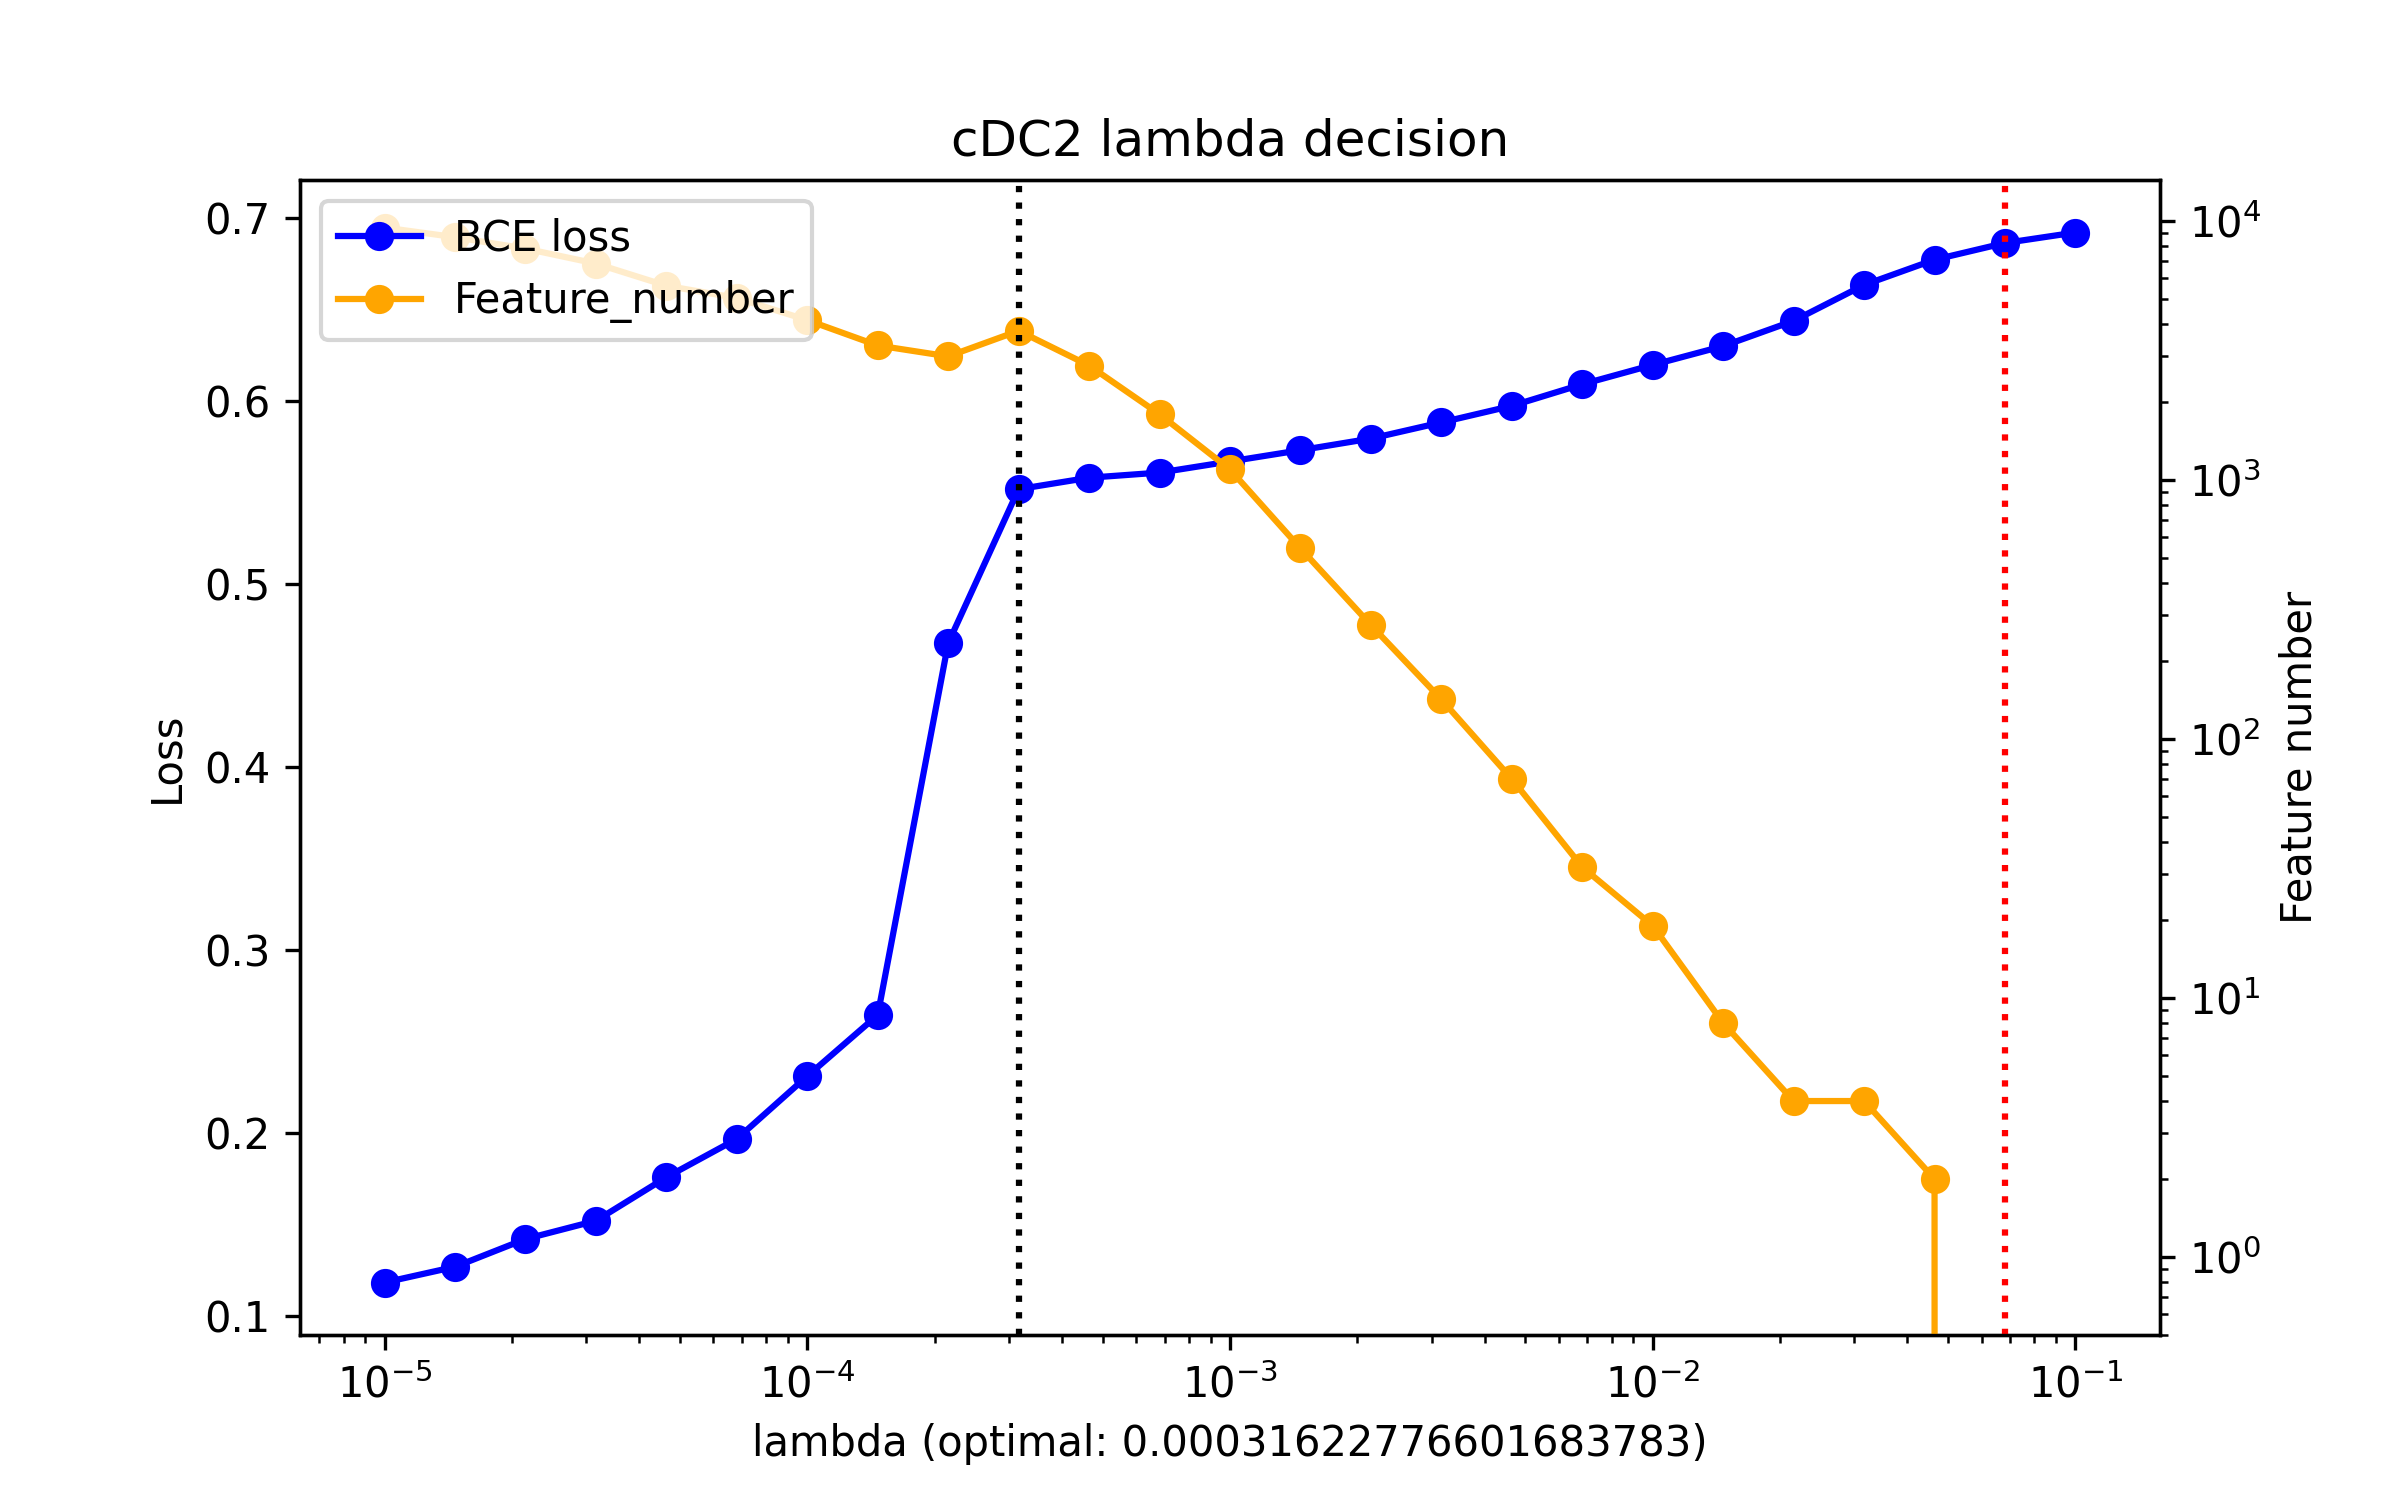 cDC2 lambda decision
BCE loss
Feature_number
0.7
0.6
0.5
0.4
0.3
0.2
0.1
Loss
10⁴
10³
10²
10¹
10⁰
Feature number
10⁻⁵ 10⁻⁴ 10⁻³ 10⁻² 10⁻¹
lambda (optimal: 0.00031622776601683783)